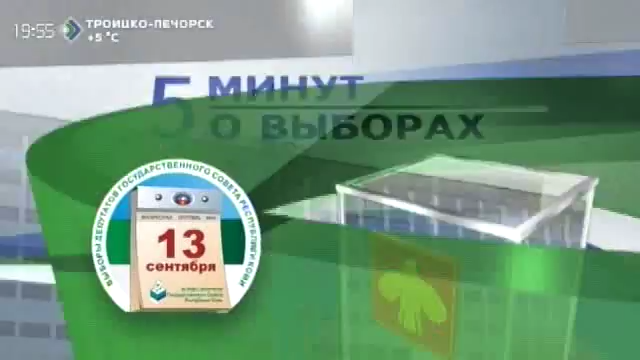 19:55
ТРОИЦКО-ПЕЧОРСК
+5 °C
5 МИНУТ
О ВЫБОРАХ
ВЫБОРЫ ДЕПУТАТОВ ГОСУДАРСТВЕННОГО СОВЕТА РЕСПУБЛИКИ КОМИ
13
сентября